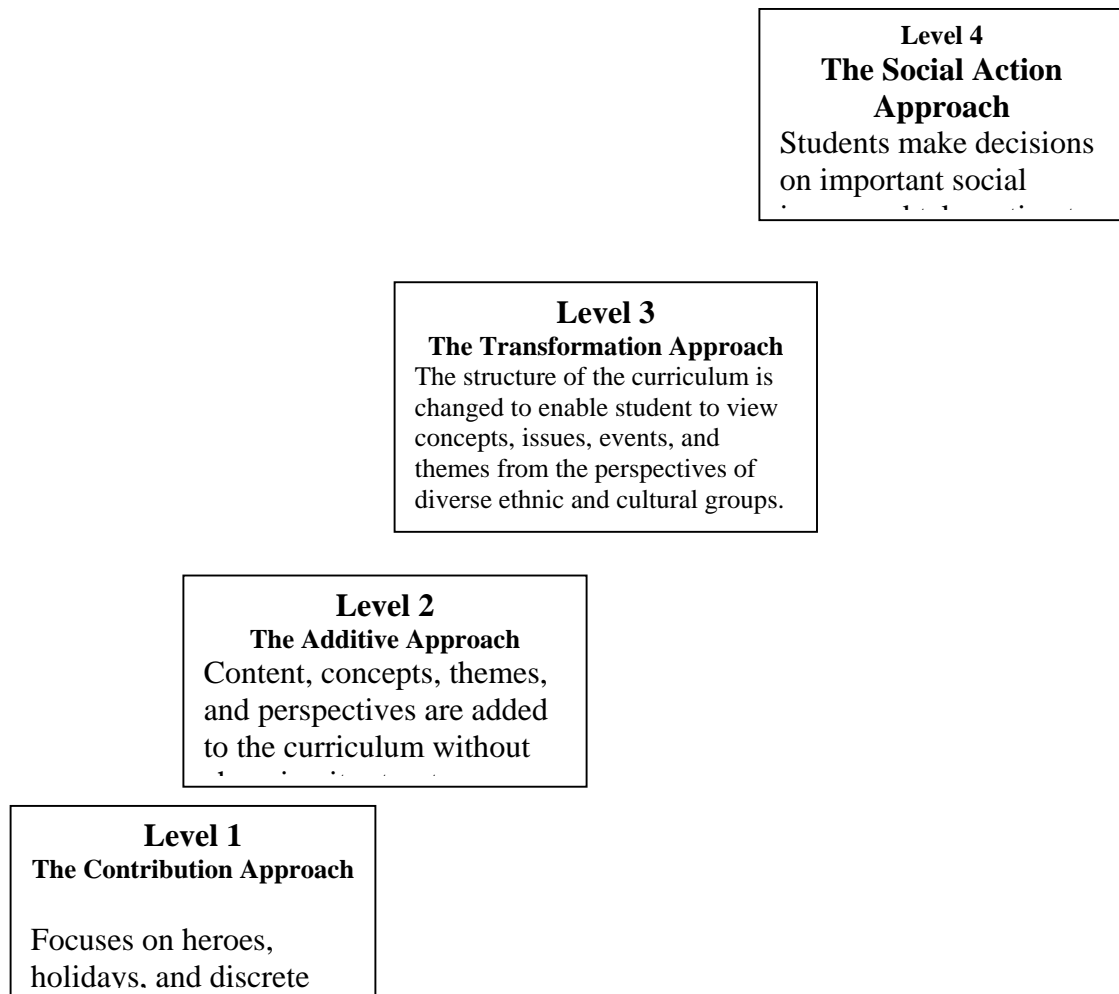 Level 4
The Social Action
Approach
Students make decisions
on important social
Level 3
The Transformation Approach
The structure of the curriculum is
changed to enable student to view
concepts, issues, events, and
themes from the perspectives of
diverse ethnic and cultural groups.
Level 2
The Additive Approach
Content, concepts, themes,
and perspectives are added
to the curriculum without
Level 1
The Contribution Approach
Focuses on heroes,
holidays, and discrete